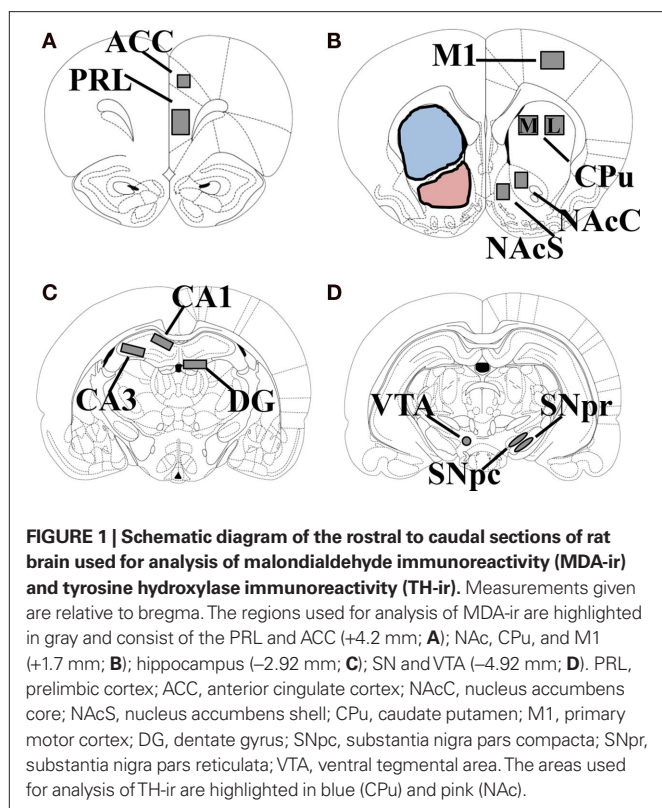 A
ACC
PRL
B
M1
M L
CPu
NAcC
NAcS
C
CA1
CA3
DG
D
VTA
SNpr
SNpc
FIGURE 1 | Schematic diagram of the rostral to caudal sections of rat
brain used for analysis of malondialdehyde immunoreactivity (MDA-ir)
and tyrosine hydroxylase immunoreactivity (TH-ir). Measurements given
are relative to bregma. The regions used for analysis of MDA-ir are highlighted
in gray and consist of the PRL and ACC (+4.2 mm; A); NAc, CPu, and M1
(+1.7 mm; B); hippocampus (–2.92 mm; C); SN and VTA (–4.92 mm; D). PRL,
prelimbic cortex; ACC, anterior cingulate cortex; NAcC, nucleus accumbens
core; NAcS, nucleus accumbens shell; CPu, caudate putamen; M1, primary
motor cortex; DG, dentate gyrus; SNpc, substantia nigra pars compacta; SNpr,
substantia nigra pars reticulata; VTA, ventral tegmental area. The areas used
for analysis of TH-ir are highlighted in blue (CPu) and pink (NAc).